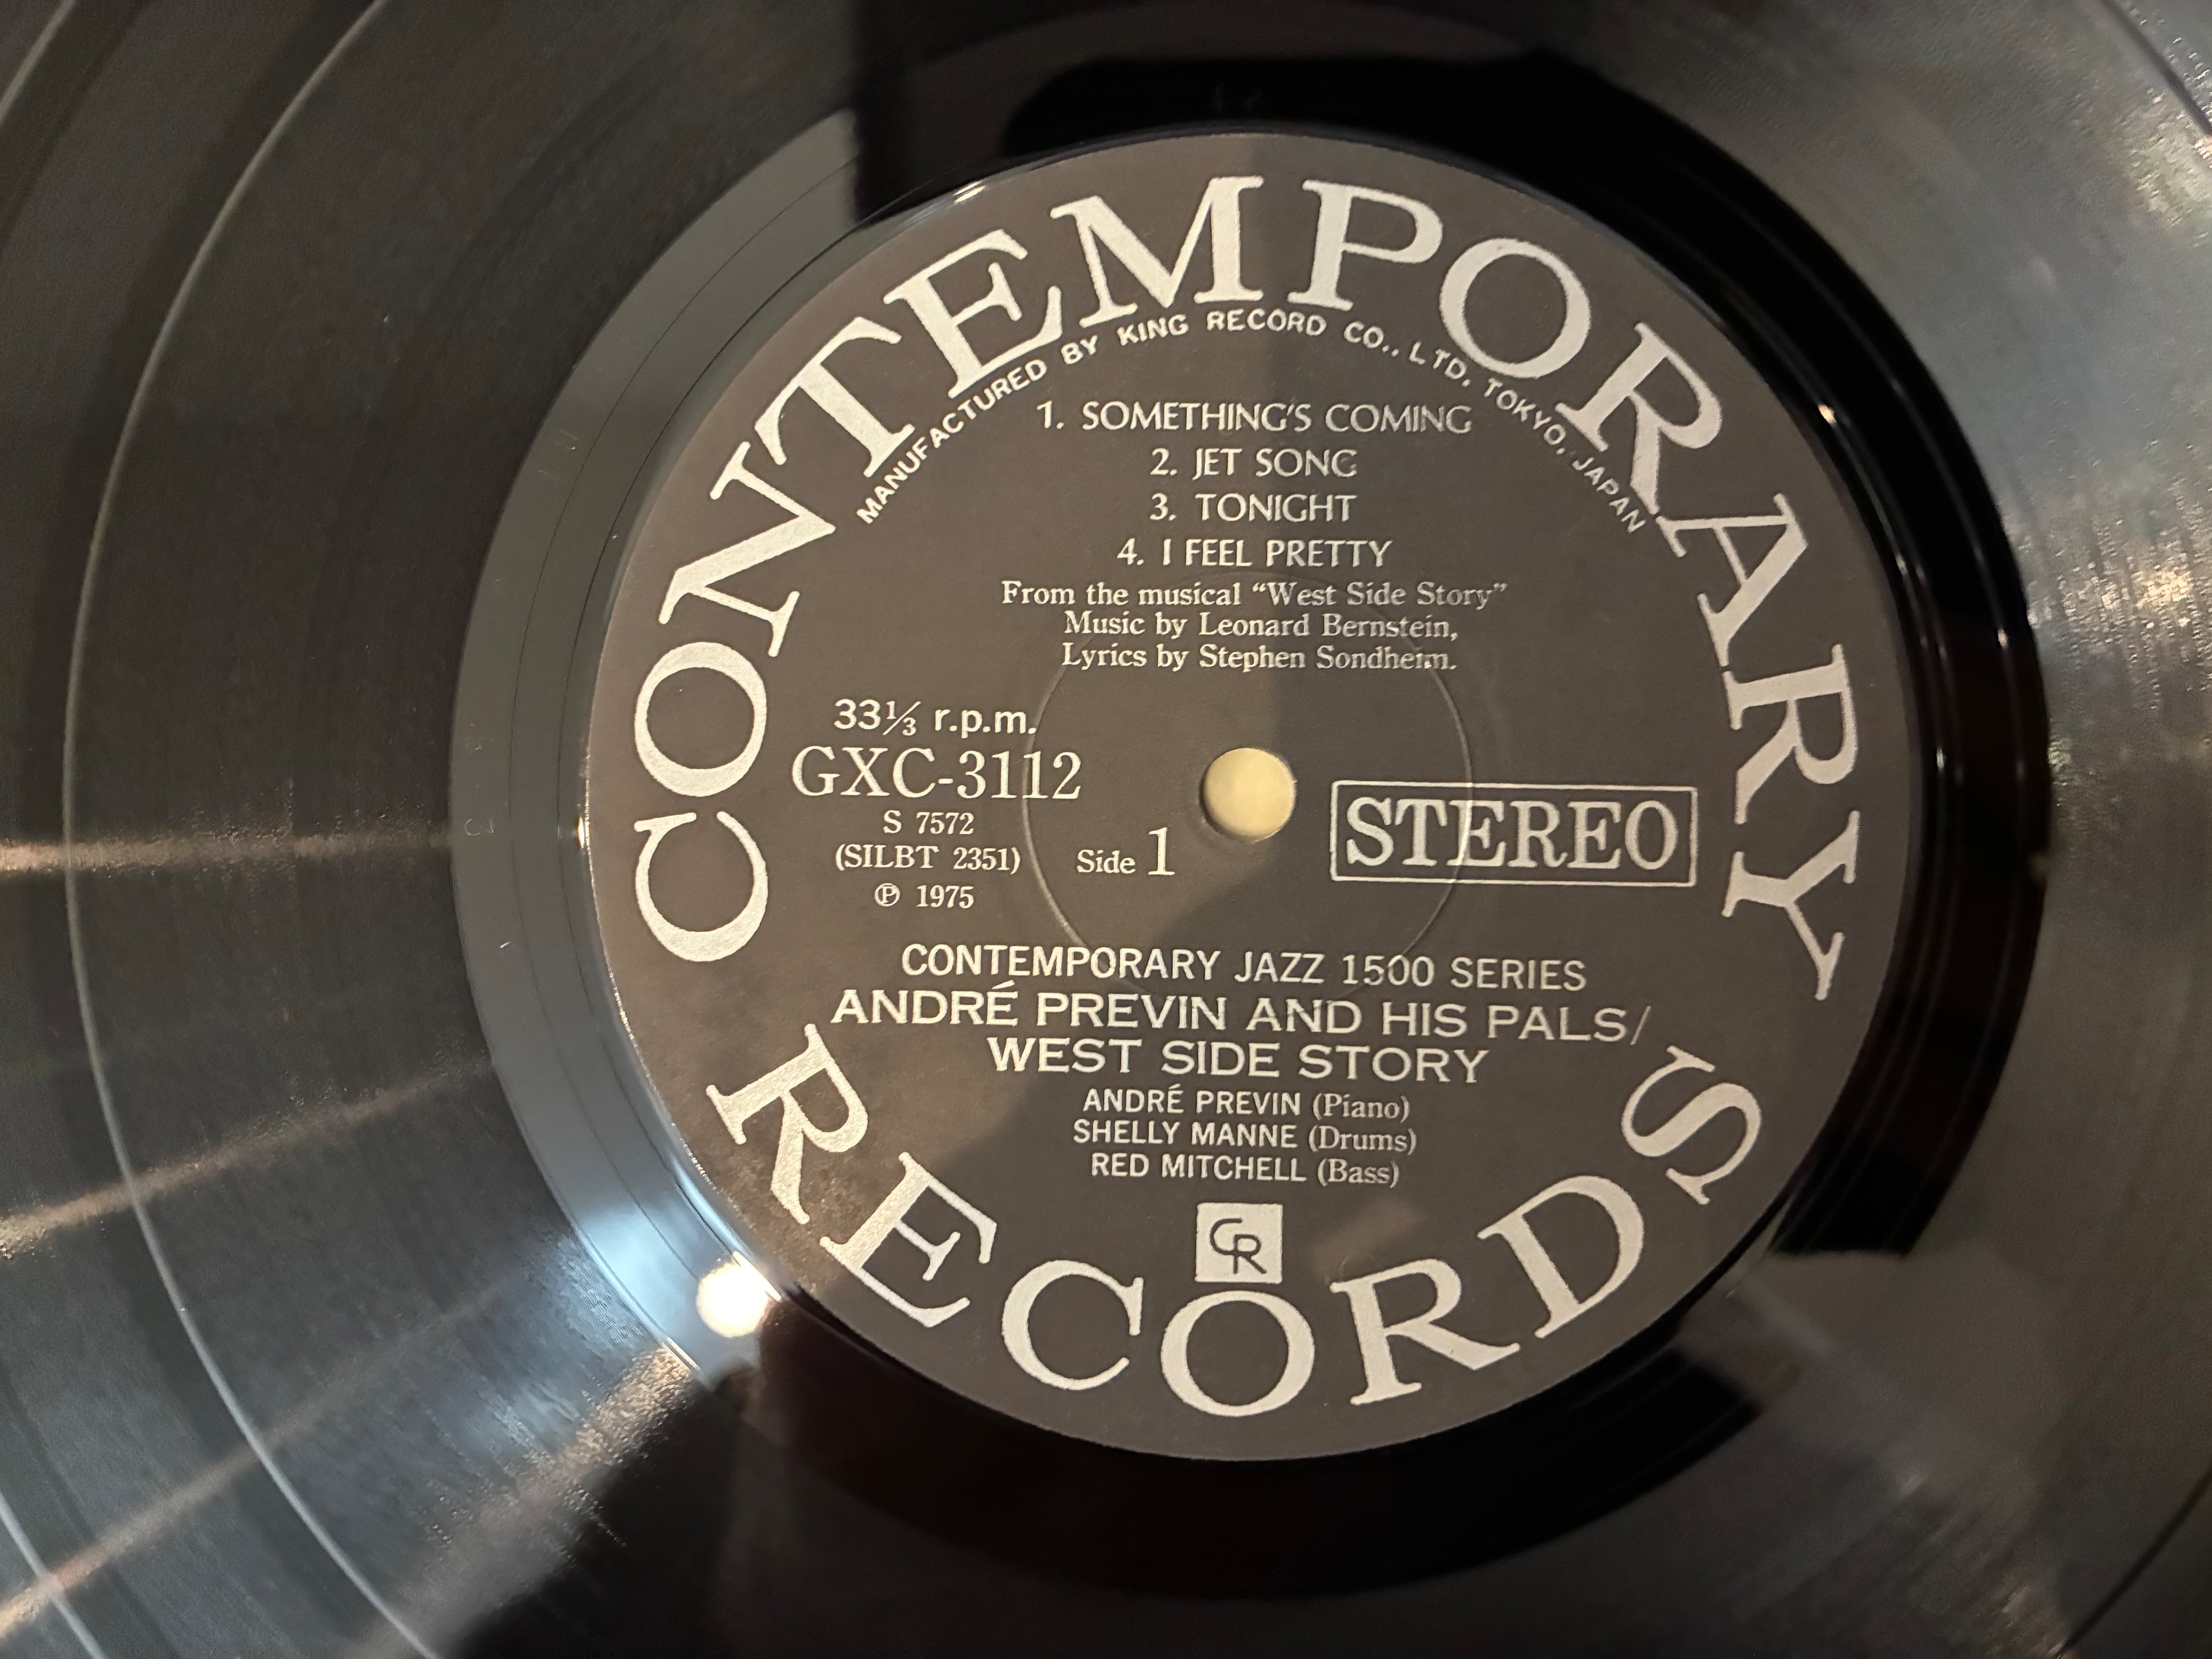 CONTEMPORARY
MANUFACTURED BY KING RECORD CO., LTD. TOKYO, JAPAN
1. SOMETHING'S COMING
2. JET SONG
3. TONIGHT
4. I FEEL PRETTY
From the musical “West Side Story”
Music by Leonard Bernstein,
Lyrics by Stephen Sondheim.
33⅓ r.p.m.
GXC-3112
S 7572
(SILBT 2351)
℗ 1975
Side 1
STEREO
CONTEMPORARY JAZZ 1500 SERIES
ANDRÉ PREVIN AND HIS PALS/
WEST SIDE STORY
ANDRÉ PREVIN (Piano)
SHELLY MANNE (Drums)
RED MITCHELL (Bass)
CR
RECORDS